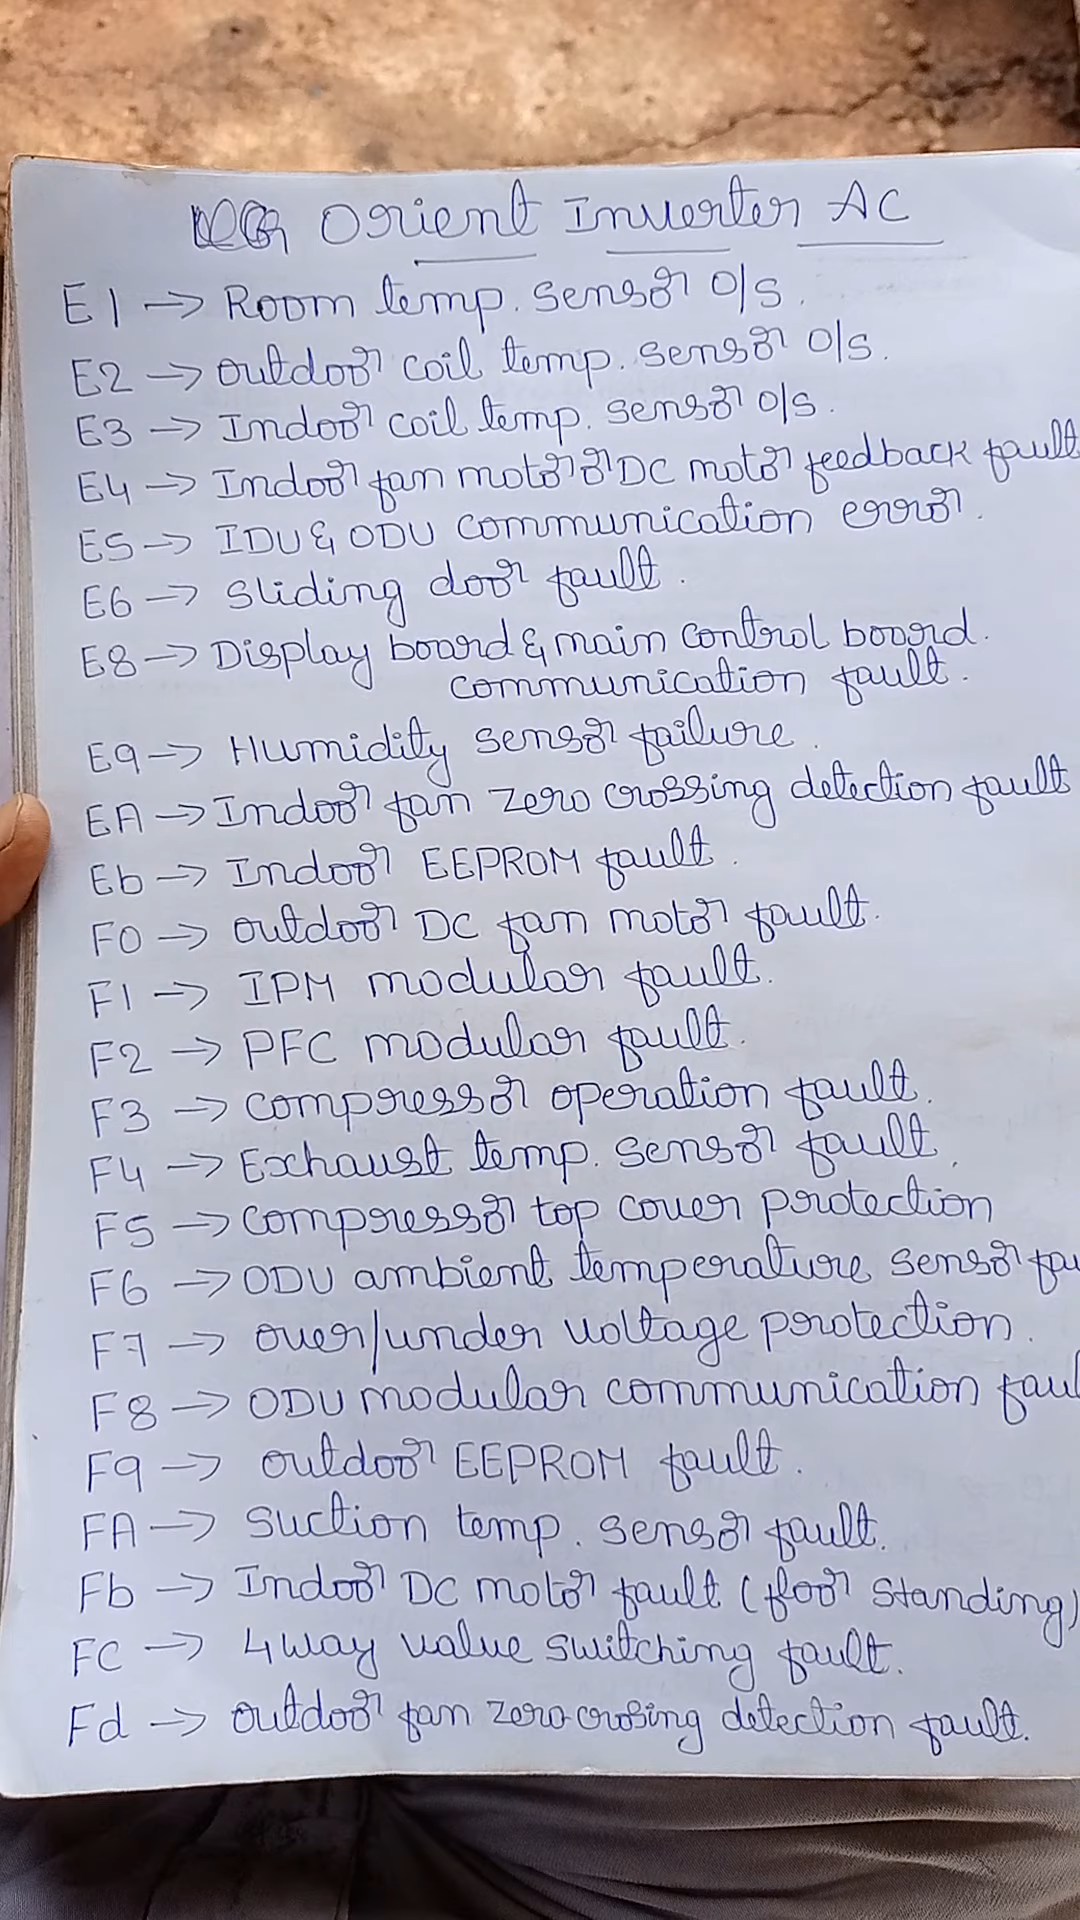 Orient Inverter AC
E1 → Room temp. sensor o/s.
E2 → outdoor coil temp. sensor o/s.
E3 → Indoor coil temp. sensor o/s.
E4 → Indoor fan motor DC motor feedback fault
E5 → IDU & ODU communication error.
E6 → Sliding door fault.
E8 → Display board & main control board.
communication fault.
E9 → Humidity sensor failure.
EA → Indoor fan zero crossing detection fault
Eb → Indoor EEPROM fault.
F0 → outdoor DC fan motor fault.
F1 → IPM modular fault.
F2 → PFC modular fault.
F3 → compressor operation fault.
F4 → Exhaust temp. sensor fault.
F5 → compressor top cover protection
F6 → ODU ambient temperature sensor fau
F7 → over/under voltage protection.
F8 → ODU modular communication faul
F9 → outdoor EEPROM fault.
FA → Suction temp. sensor fault.
Fb → Indoor DC motor fault (floor standing)
FC → 4 way value switching fault.
Fd → outdoor fan zero crosing detection fault.